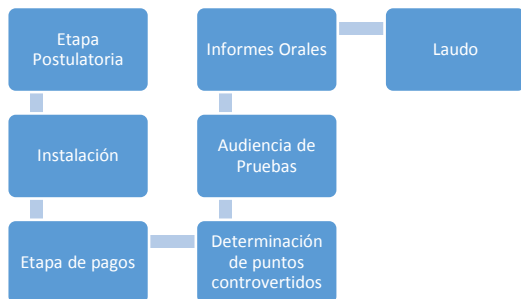 Etapa
Postulatoria
Instalación
Etapa de pagos
Determinación
de puntos
controvertidos
Audiencia de
Pruebas
Informes Orales
Laudo